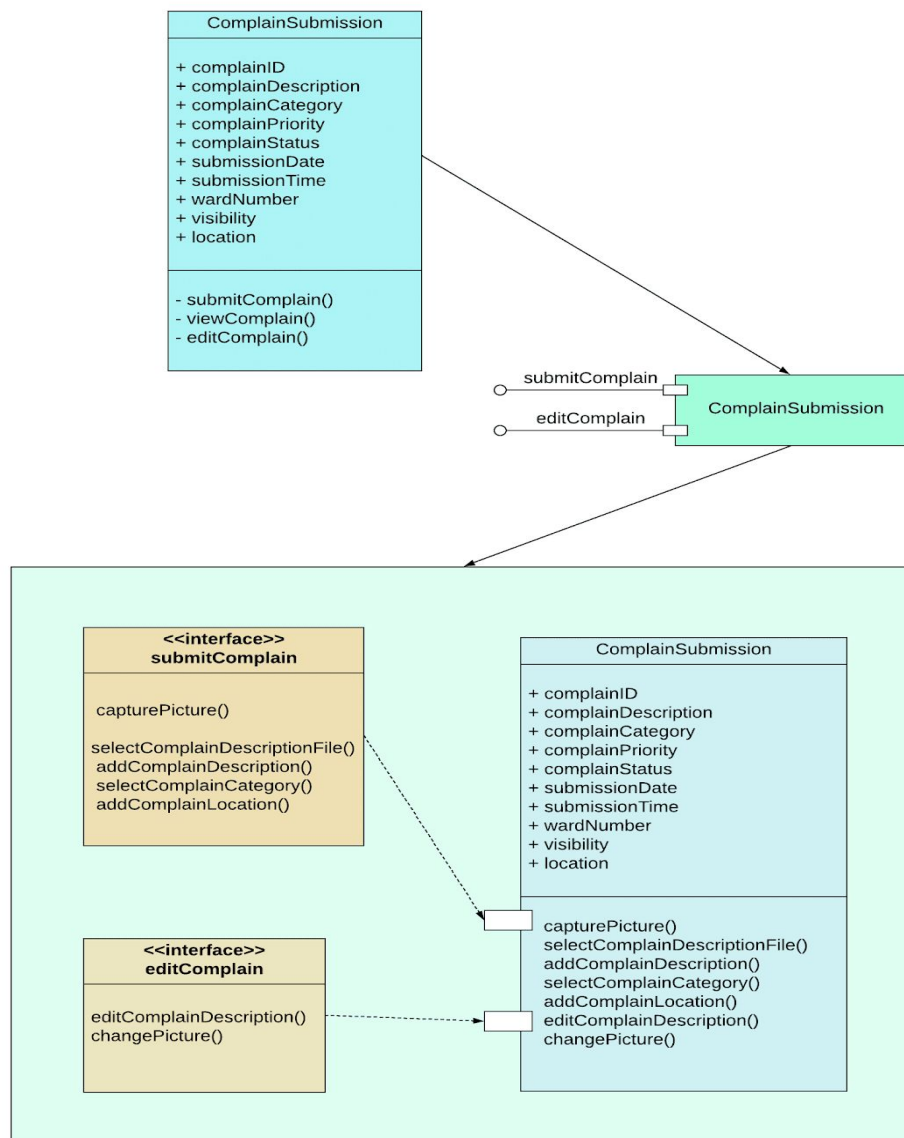 ComplainSubmission
+ complainID
+ complainDescription
+ complainCategory
+ complainPriority
+ complainStatus
+ submissionDate
+ submissionTime
+ wardNumber
+ visibility
+ location
- submitComplain()
- viewComplain()
- editComplain()
submitComplain
editComplain
ComplainSubmission
<<interface>>
submitComplain
capturePicture()
selectComplainDescriptionFile()
addComplainDescription()
selectComplainCategory()
addComplainLocation()
<<interface>>
editComplain
editComplainDescription()
changePicture()
ComplainSubmission
+ complainID
+ complainDescription
+ complainCategory
+ complainPriority
+ complainStatus
+ submissionDate
+ submissionTime
+ wardNumber
+ visibility
+ location
capturePicture()
selectComplainDescriptionFile()
addComplainDescription()
selectComplainCategory()
addComplainLocation()
editComplainDescription()
changePicture()